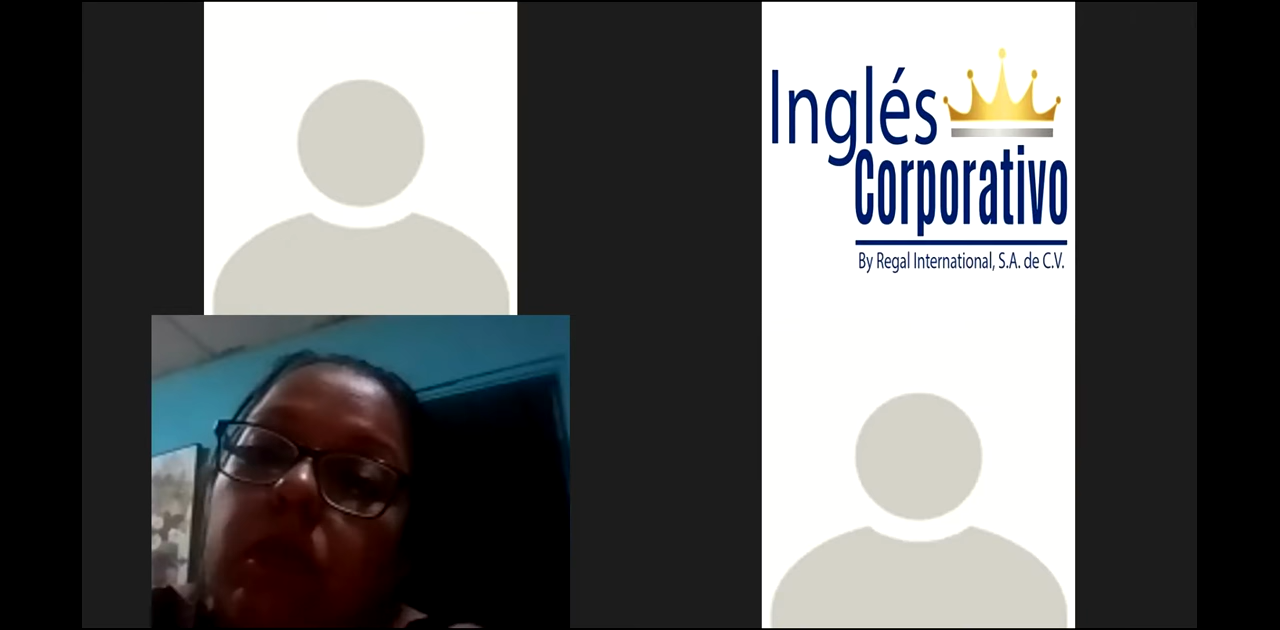 Inglés
Corporativo
By Regal International, S.A. de C.V.